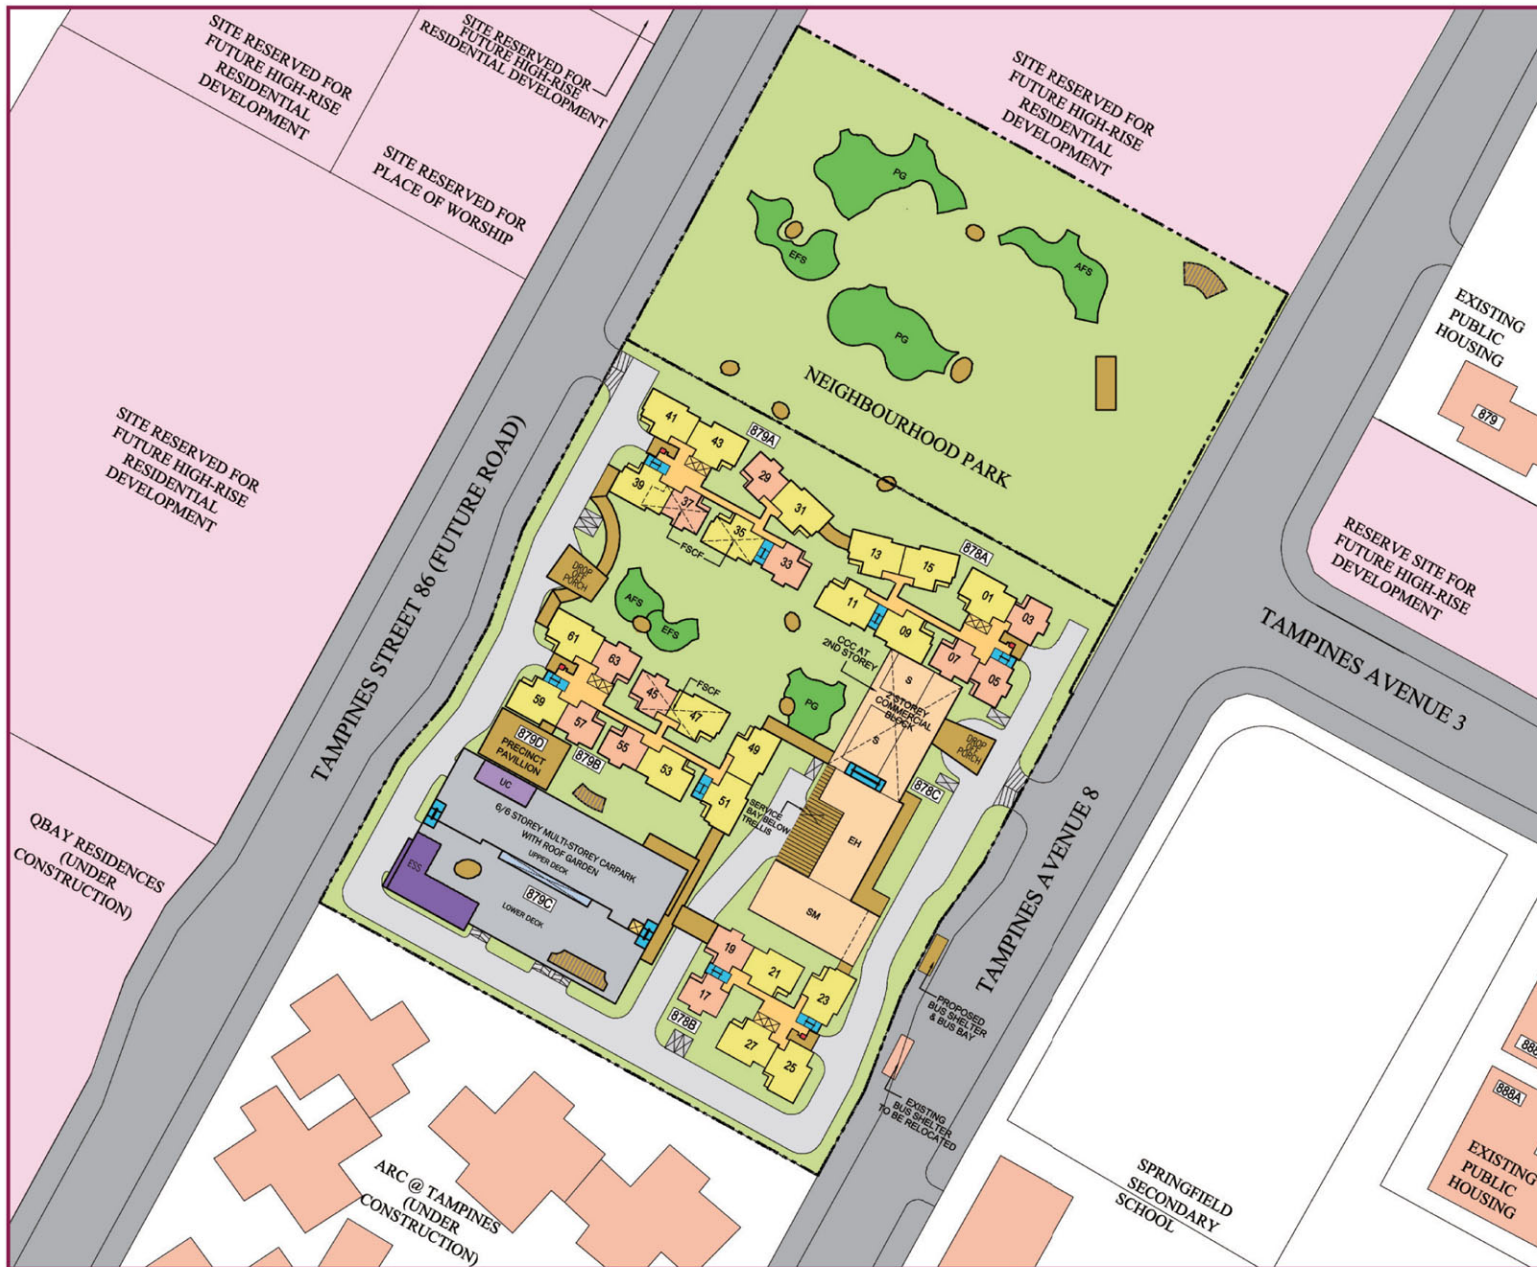 SITE RESERVED FOR
FUTURE HIGH-RISE
RESIDENTIAL
DEVELOPMENT
SITE RESERVED FOR
FUTURE HIGH-RISE
RESIDENTIAL DEVELOPMENT
SITE RESERVED FOR
PLACE OF WORSHIP
SITE RESERVED FOR
FUTURE HIGH-RISE
RESIDENTIAL
DEVELOPMENT
PG
EFS
AFS
PG
NEIGHBOURHOOD PARK
EXISTING
PUBLIC
HOUSING
879
SITE RESERVED FOR
FUTURE HIGH-RISE
RESIDENTIAL
DEVELOPMENT
RESERVE SITE FOR
FUTURE HIGH-RISE
DEVELOPMENT
TAMPINES STREET 86 (FUTURE ROAD)
TAMPINES AVENUE 3
TAMPINES AVENUE 8
879A
41
43
29
31
39
37
35
33
FSCF
878A
13
15
01
03
11
09
07
05
DROP
OFF
PORCH
AFS
EFS
CCC AT
2ND STOREY
S
2 STOREY
COMMERCIAL
BLOCK
S
61
63
45
47
FSCF
59
57
55
53
49
51
PG
DROP
OFF
PORCH
879D
PRECINCT
PAVILLION
879B
878C
UC
6/6 STOREY MULTI-STOREY CARPARK
WITH ROOF GARDEN
UPPER DECK
SERVICE
BAY BELOW
TRELLIS
EH
ESS
879C
LOWER DECK
SM
19
21
23
17
27
25
878B
PROPOSED
BUS SHELTER
& BUS BAY
EXISTING
BUS SHELTER
TO BE RELOCATED
QBAY RESIDENCES
(UNDER
CONSTRUCTION)
ARC @ TAMPINES
(UNDER
CONSTRUCTION)
SPRINGFIELD
SECONDARY
SCHOOL
888A
EXISTING
PUBLIC
HOUSING